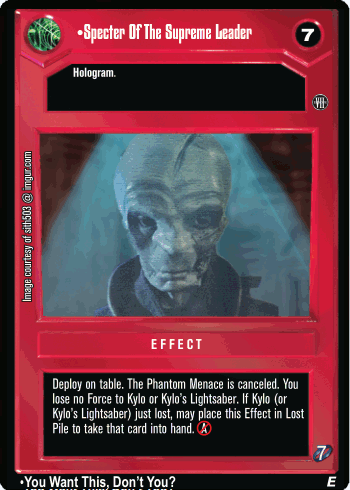 •Specter Of The Supreme Leader
7
Hologram.
VII
Image courtesy of sith503 @ imgur.com
EFFECT
Deploy on table. The Phantom Menace is canceled. You
lose no Force to Kylo or Kylo's Lightsaber. If Kylo (or
Kylo's Lightsaber) just lost, may place this Effect in Lost
Pile to take that card into hand. A
7
•You Want This, Don't You?
E